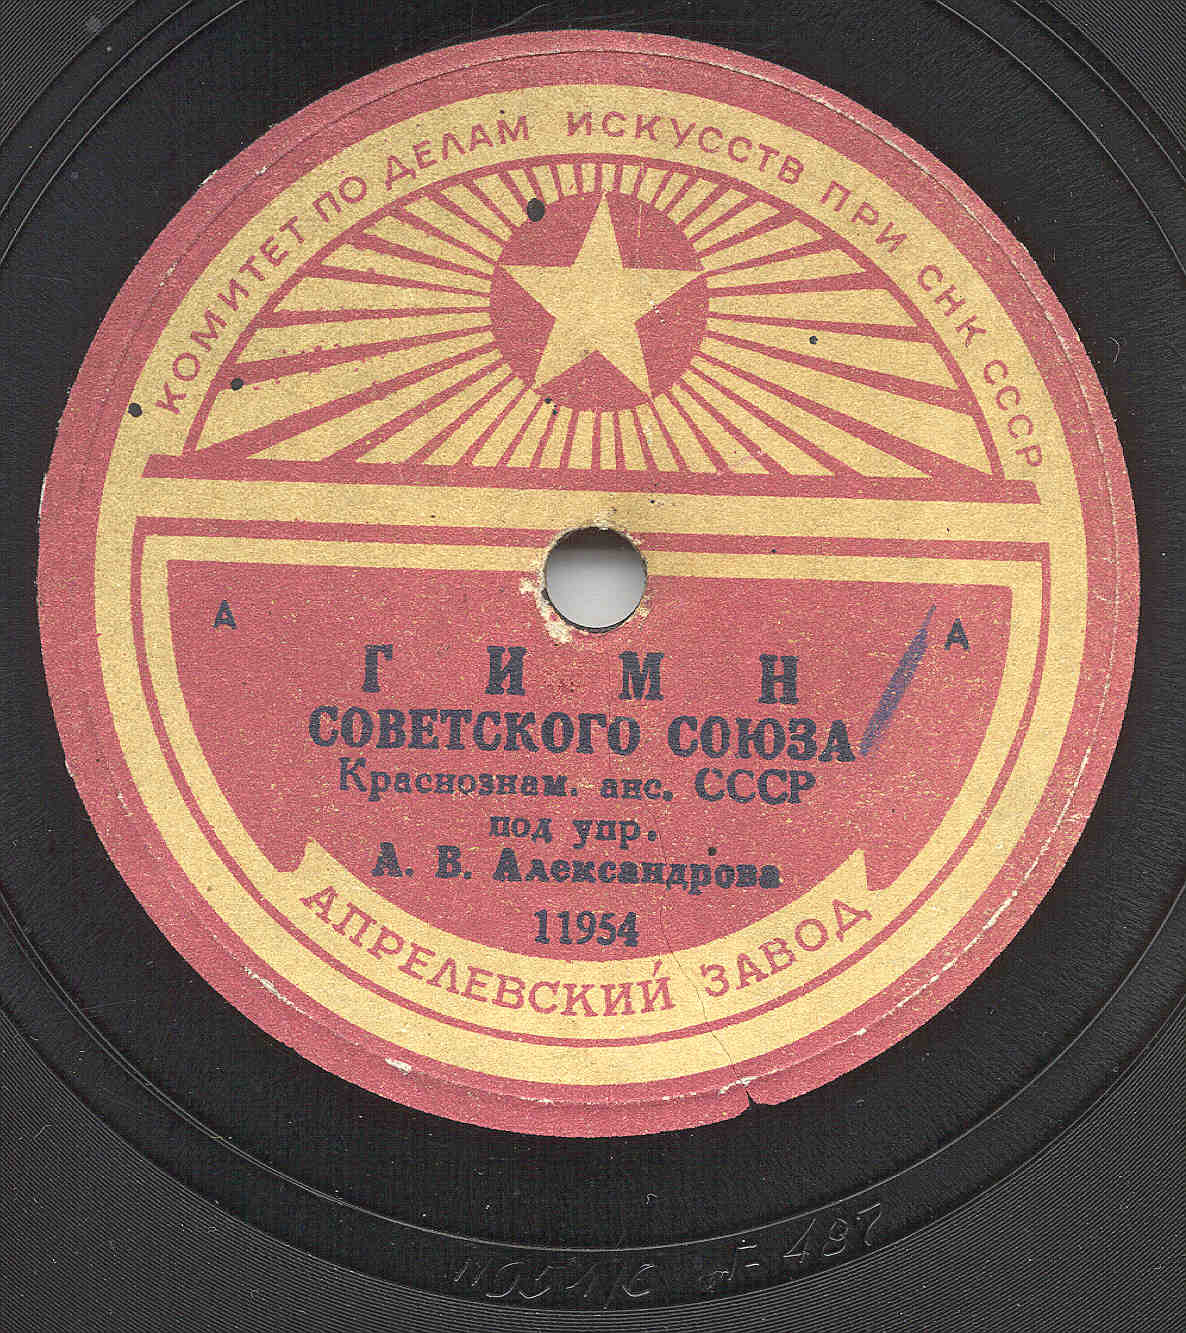 КОМИТЕТ ПО ДЕЛАМ ИСКУССТВ ПРИ СНК СССР
А А
ГИМН
СОВЕТСКОГО СОЮЗА
Краснознам. анс. СССР
под упр.
А. В. Александрова
11954
АПРЕЛЕВСКИЙ ЗАВОД
487